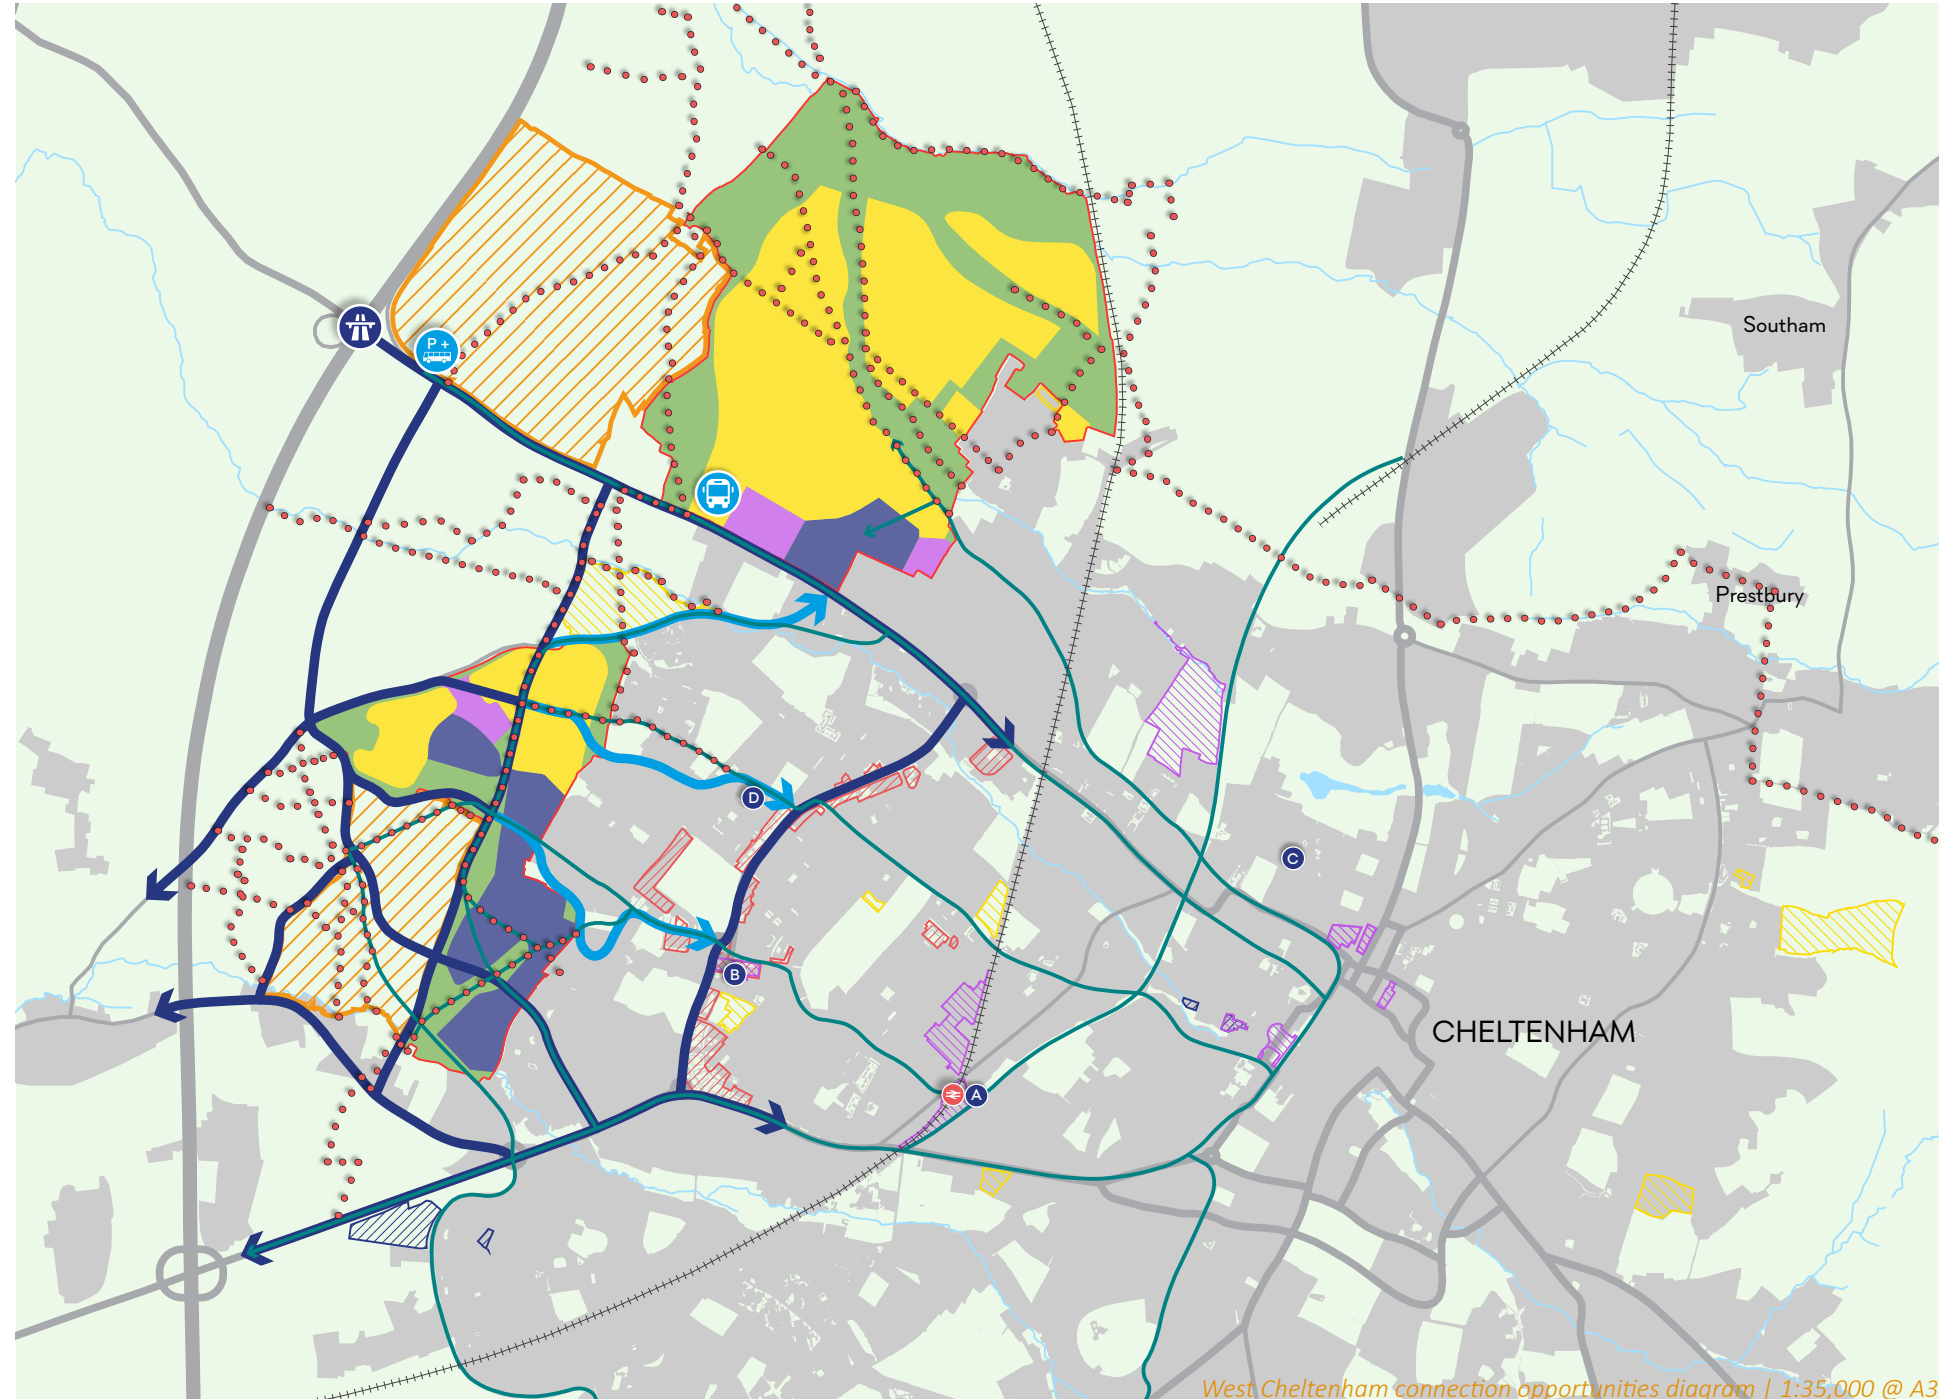 P +
Southam
Prestbury
D
C
B
CHELTENHAM
A
West Cheltenham connection opportunities diagram | 1:35,000 @ A3